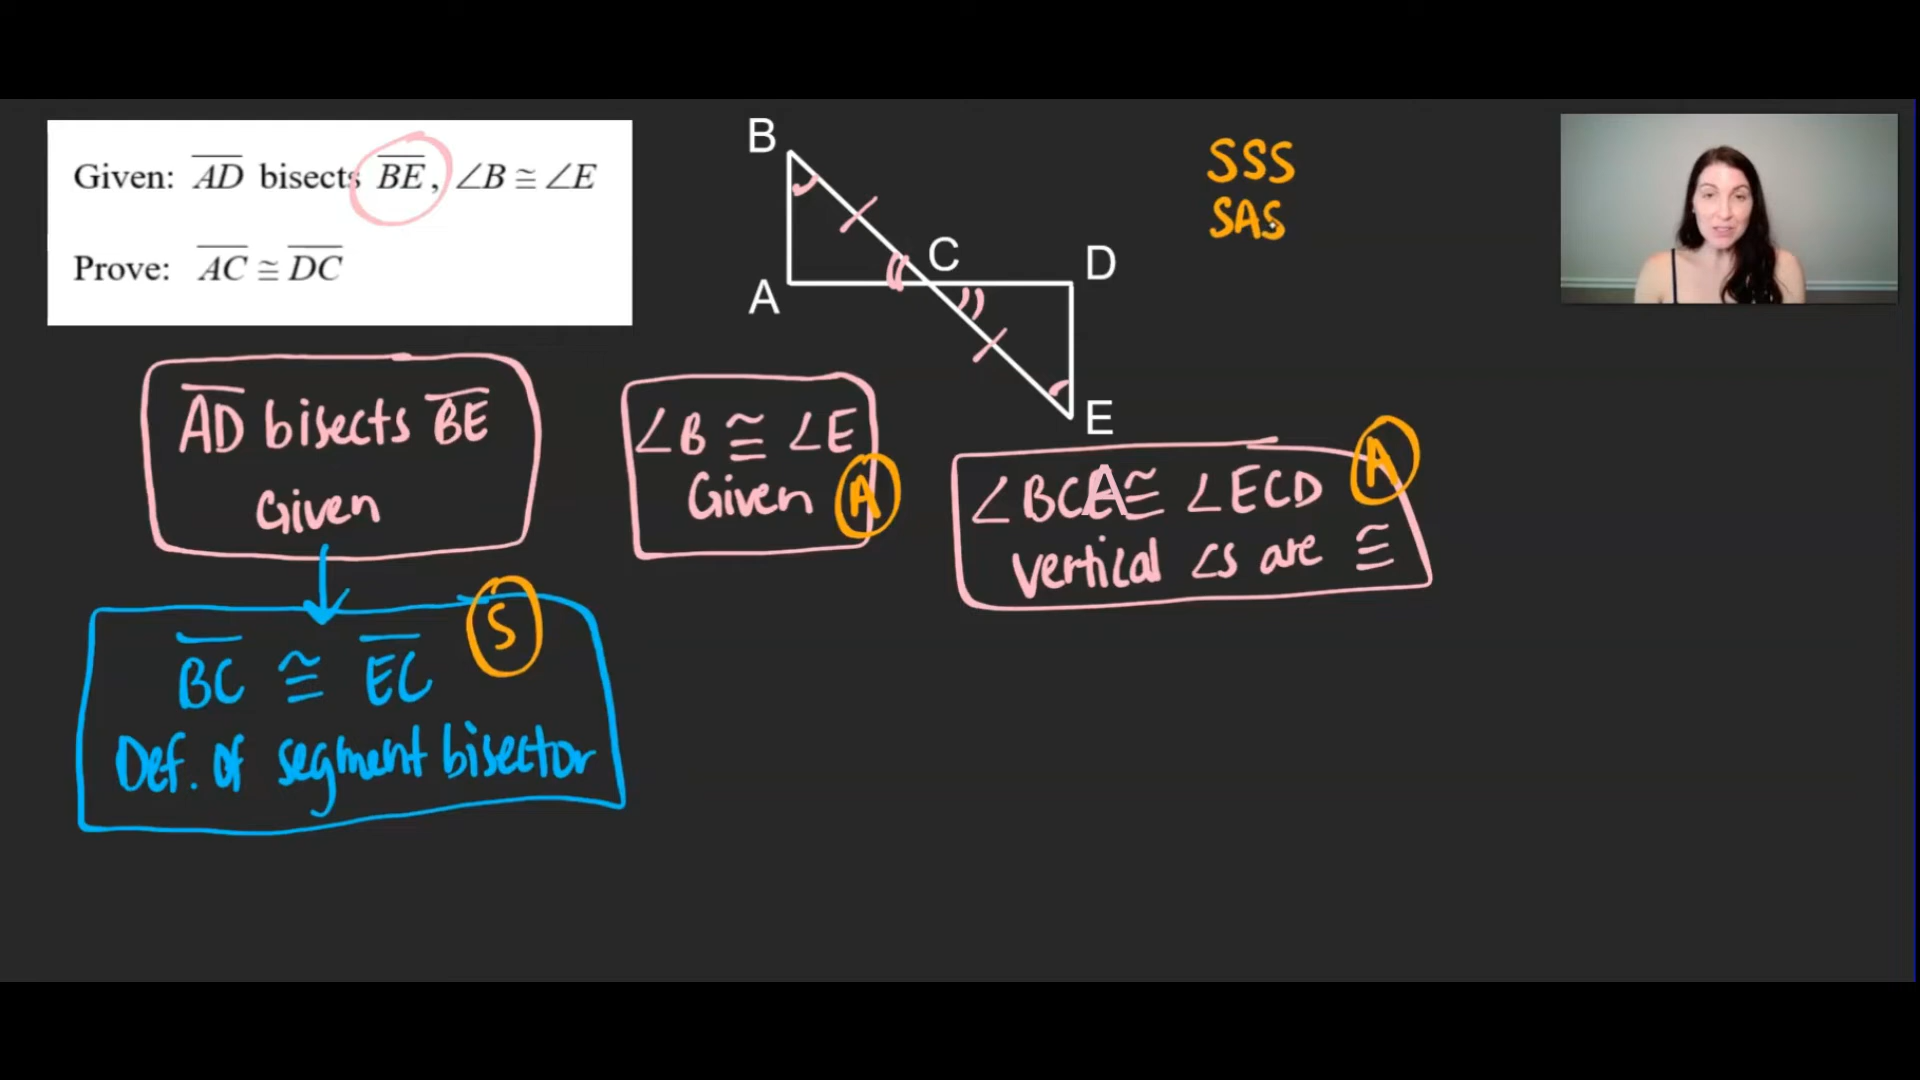 Given: AD bisects BE, ∠B ≅ ∠E
Prove: AC ≅ DC
B
C
D
A
E
SSS
SAS
AD bisects BE
Given
∠B ≅ ∠E
Given
A
∠BCA ≅ ∠ECD
A
vertical ∠s are ≅
S
BC ≅ EC
Def. of segment bisector